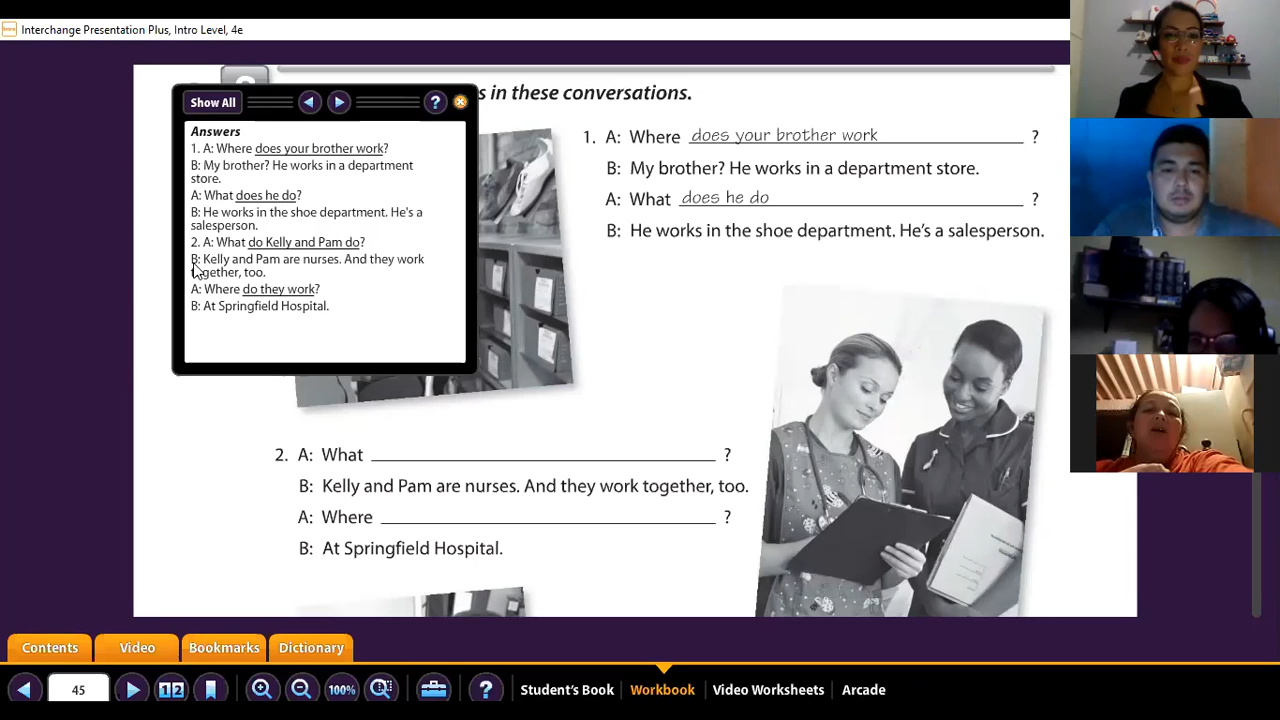 Interchange Presentation Plus, Intro Level, 4e
s in these conversations.
Show All
?
Answers
1. A: Where does your brother work?
B: My brother? He works in a department
store.
A: What does he do?
B: He works in the shoe department. He's a
salesperson.
2. A: What do Kelly and Pam do?
B: Kelly and Pam are nurses. And they work
together, too.
A: Where do they work?
B: At Springfield Hospital.
1. A: Where does your brother work ?
B: My brother? He works in a department store.
A: What does he do ?
B: He works in the shoe department. He's a salesperson.
2. A: What ?
B: Kelly and Pam are nurses. And they work together, too.
A: Where ?
B: At Springfield Hospital.
Contents Video Bookmarks Dictionary
45 12 100% ? Student's Book Workbook Video Worksheets Arcade